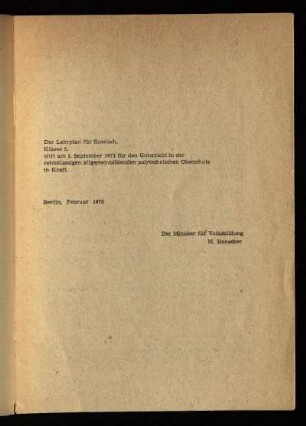 Der Lehrplan für Russisch,
Klasse 5,
tritt am 1. September 1971 für den Unterricht in der
zehnklassigen allgemeinbildenden polytechnischen Oberschule
in Kraft.
Berlin, Februar
Der Minister für Volksbildung
M. Honecker